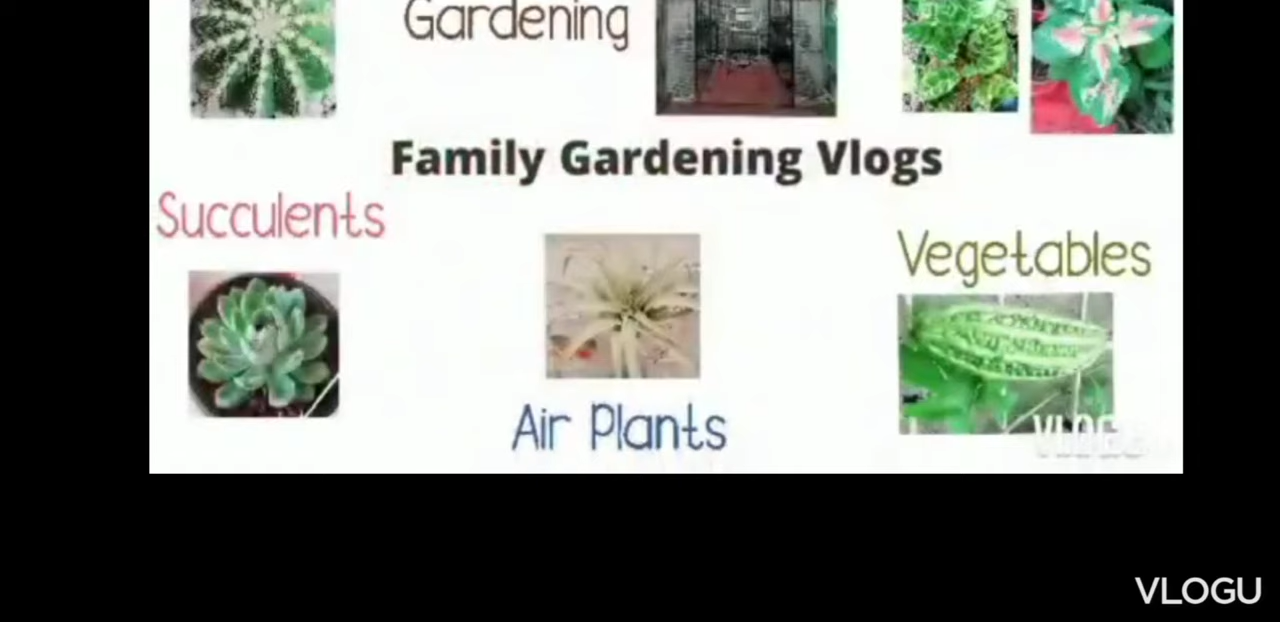 Gardening
Family Gardening Vlogs
Succulents
Vegetables
Air Plants
VLOGU